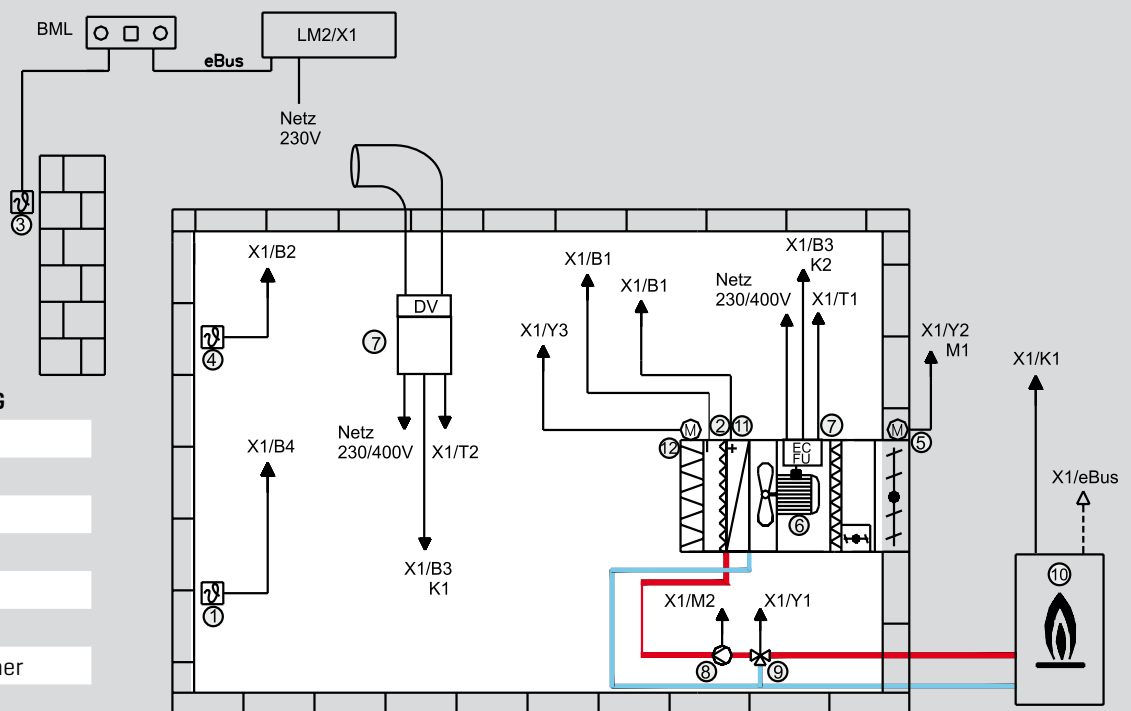 BML
LM2/X1
eBus
Netz
230V
3
X1/B2
4
DV
7
Netz
230/400V
X1/T2
X1/B3
K1
X1/B4
1
X1/Y3
X1/B1
X1/B1
X1/B3
K2
Netz
230/400V
X1/T1
X1/Y2
M1
M
2
11
7
M
5
12
+
EC
FU
6
X1/K1
X1/eBus
10
X1/M2
X1/Y1
8
9
G
ner